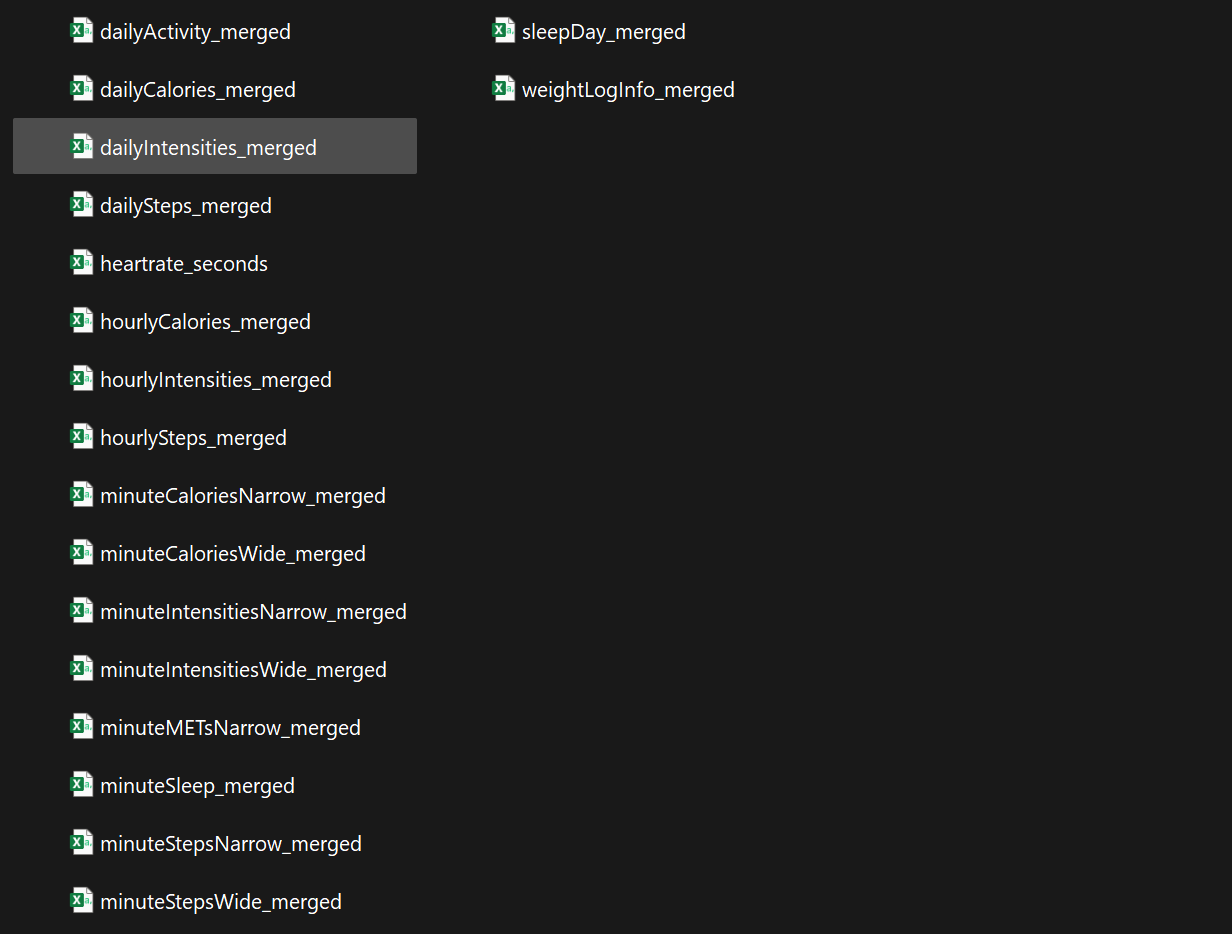 dailyActivity_merged
dailyCalories_merged
dailyIntensities_merged
dailySteps_merged
heartrate_seconds
hourlyCalories_merged
hourlyIntensities_merged
hourlySteps_merged
minuteCaloriesNarrow_merged
minuteCaloriesWide_merged
minuteIntensitiesNarrow_merged
minuteIntensitiesWide_merged
minuteMETsNarrow_merged
minuteSleep_merged
minuteStepsNarrow_merged
minuteStepsWide_merged
sleepDay_merged
weightLogInfo_merged